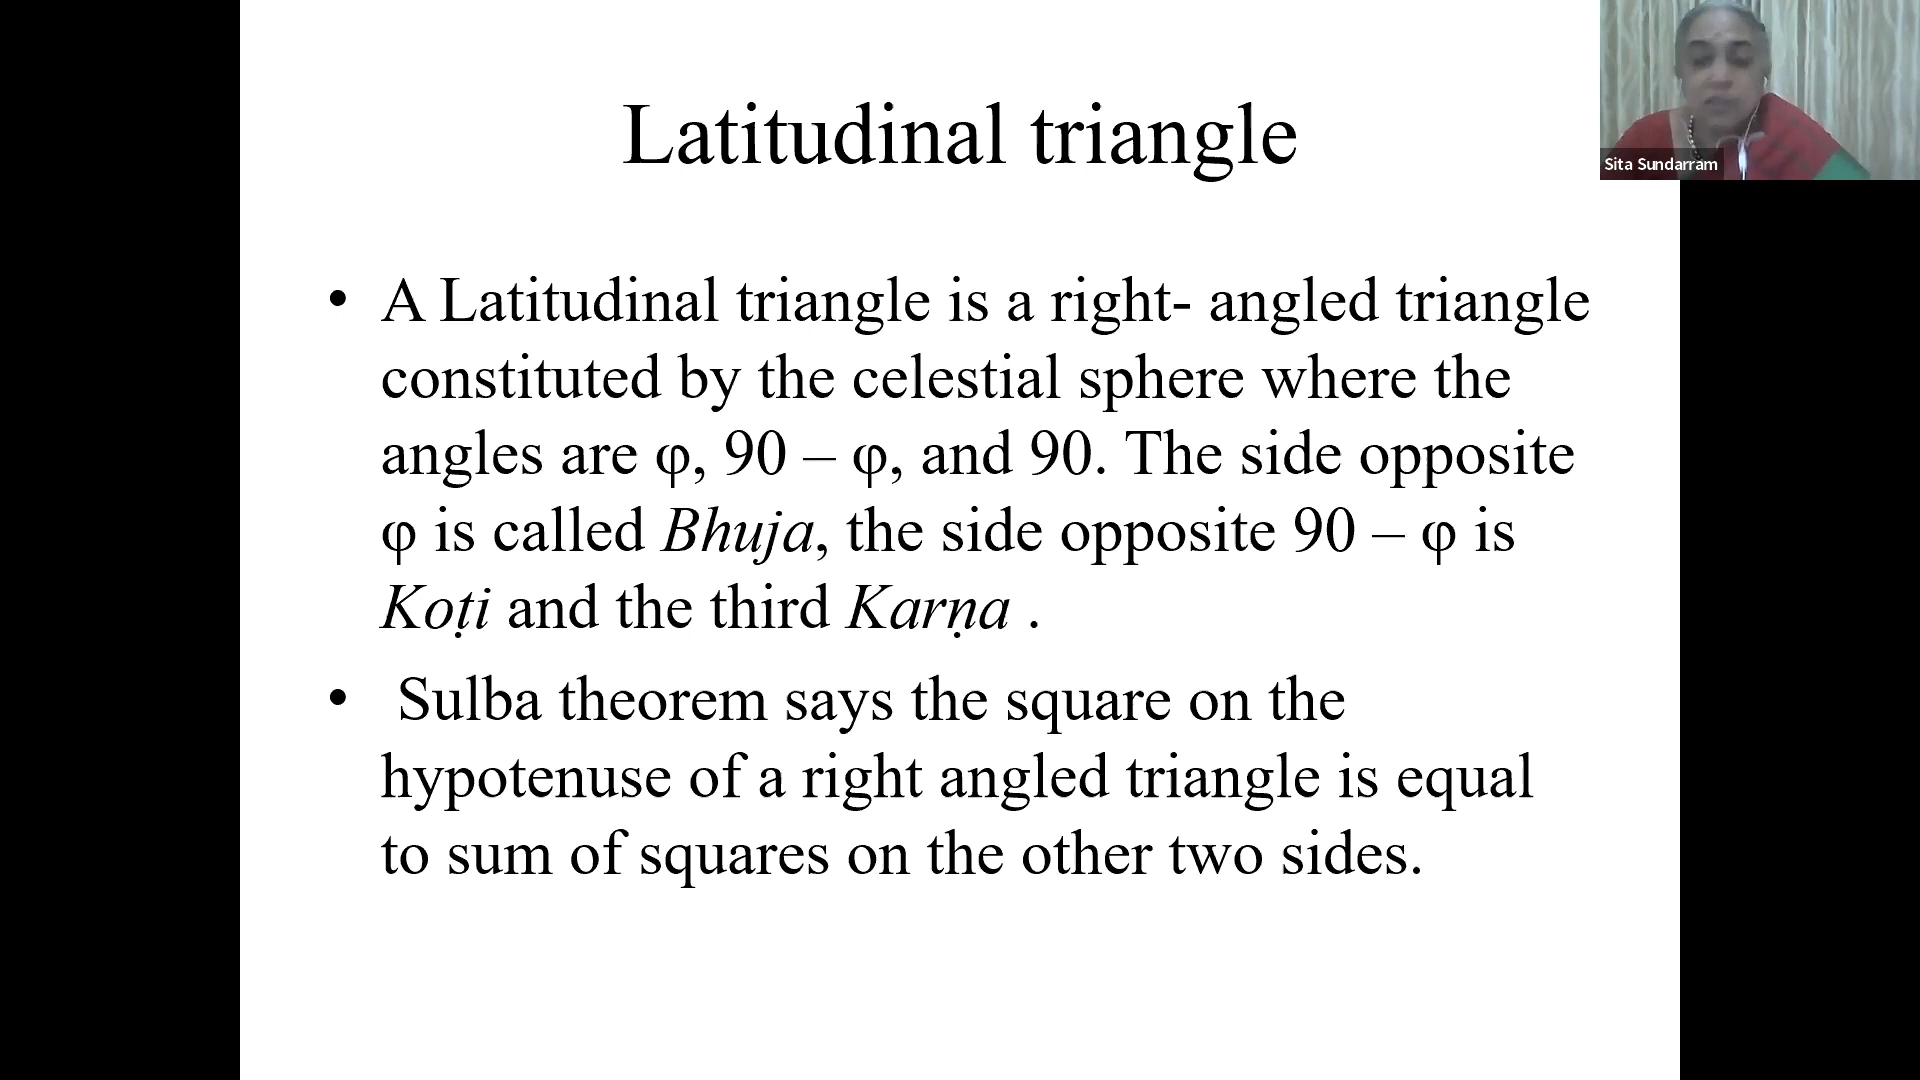 Latitudinal triangle
Sita Sundarram
• A Latitudinal triangle is a right- angled triangle
constituted by the celestial sphere where the
angles are φ, 90 – φ, and 90. The side opposite
φ is called Bhuja, the side opposite 90 – φ is
Koṭi and the third Karṇa .
• Sulba theorem says the square on the
hypotenuse of a right angled triangle is equal
to sum of squares on the other two sides.